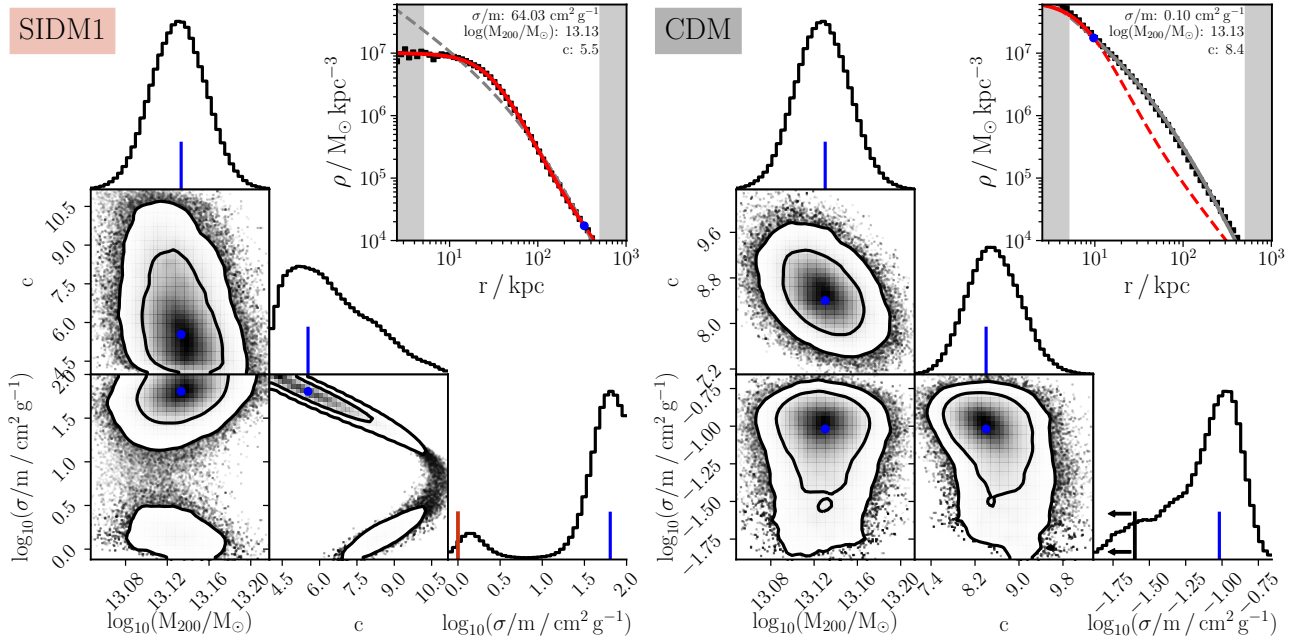 SIDM1
σ/m: 64.03 cm² g⁻¹
log(M₂₀₀/M⊙): 13.13
c: 5.5
10⁷
10⁶
10⁵
10⁴
ρ / M⊙ kpc⁻³
10¹ 10² 10³
r / kpc
10.5
9.0
7.5
6.0
4.5
c
2.0
1.5
1.0
0.5
0.0
log₁₀(σ/m / cm² g⁻¹)
13.08 13.12 13.16 13.20
log₁₀(M₂₀₀/M⊙)
4.5 6.0 7.5 9.0 10.5
c
0.0 0.5 1.0 1.5 2.0
log₁₀(σ/m / cm² g⁻¹)
CDM
σ/m: 0.10 cm² g⁻¹
log(M₂₀₀/M⊙): 13.13
c: 8.4
10⁷
10⁶
10⁵
10⁴
ρ / M⊙ kpc⁻³
10¹ 10² 10³
r / kpc
9.6
8.8
8.0
7.2
c
−0.75
−1.00
−1.25
−1.50
−1.75
log₁₀(σ/m / cm² g⁻¹)
13.08 13.12 13.16 13.20
log₁₀(M₂₀₀/M⊙)
7.4 8.2 9.0 9.8
c
−1.75 −1.50 −1.25 −1.00 −0.75
log₁₀(σ/m / cm² g⁻¹)